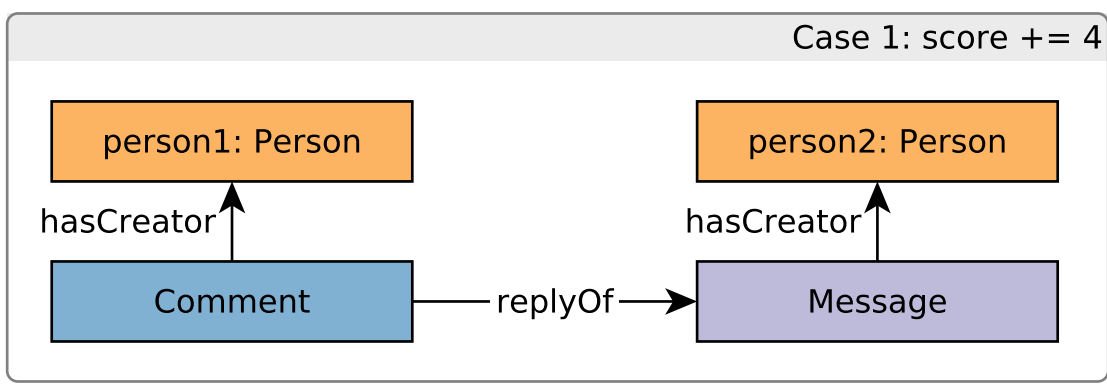 Case 1: score += 4
person1: Person
person2: Person
hasCreator
hasCreator
Comment
replyOf
Message